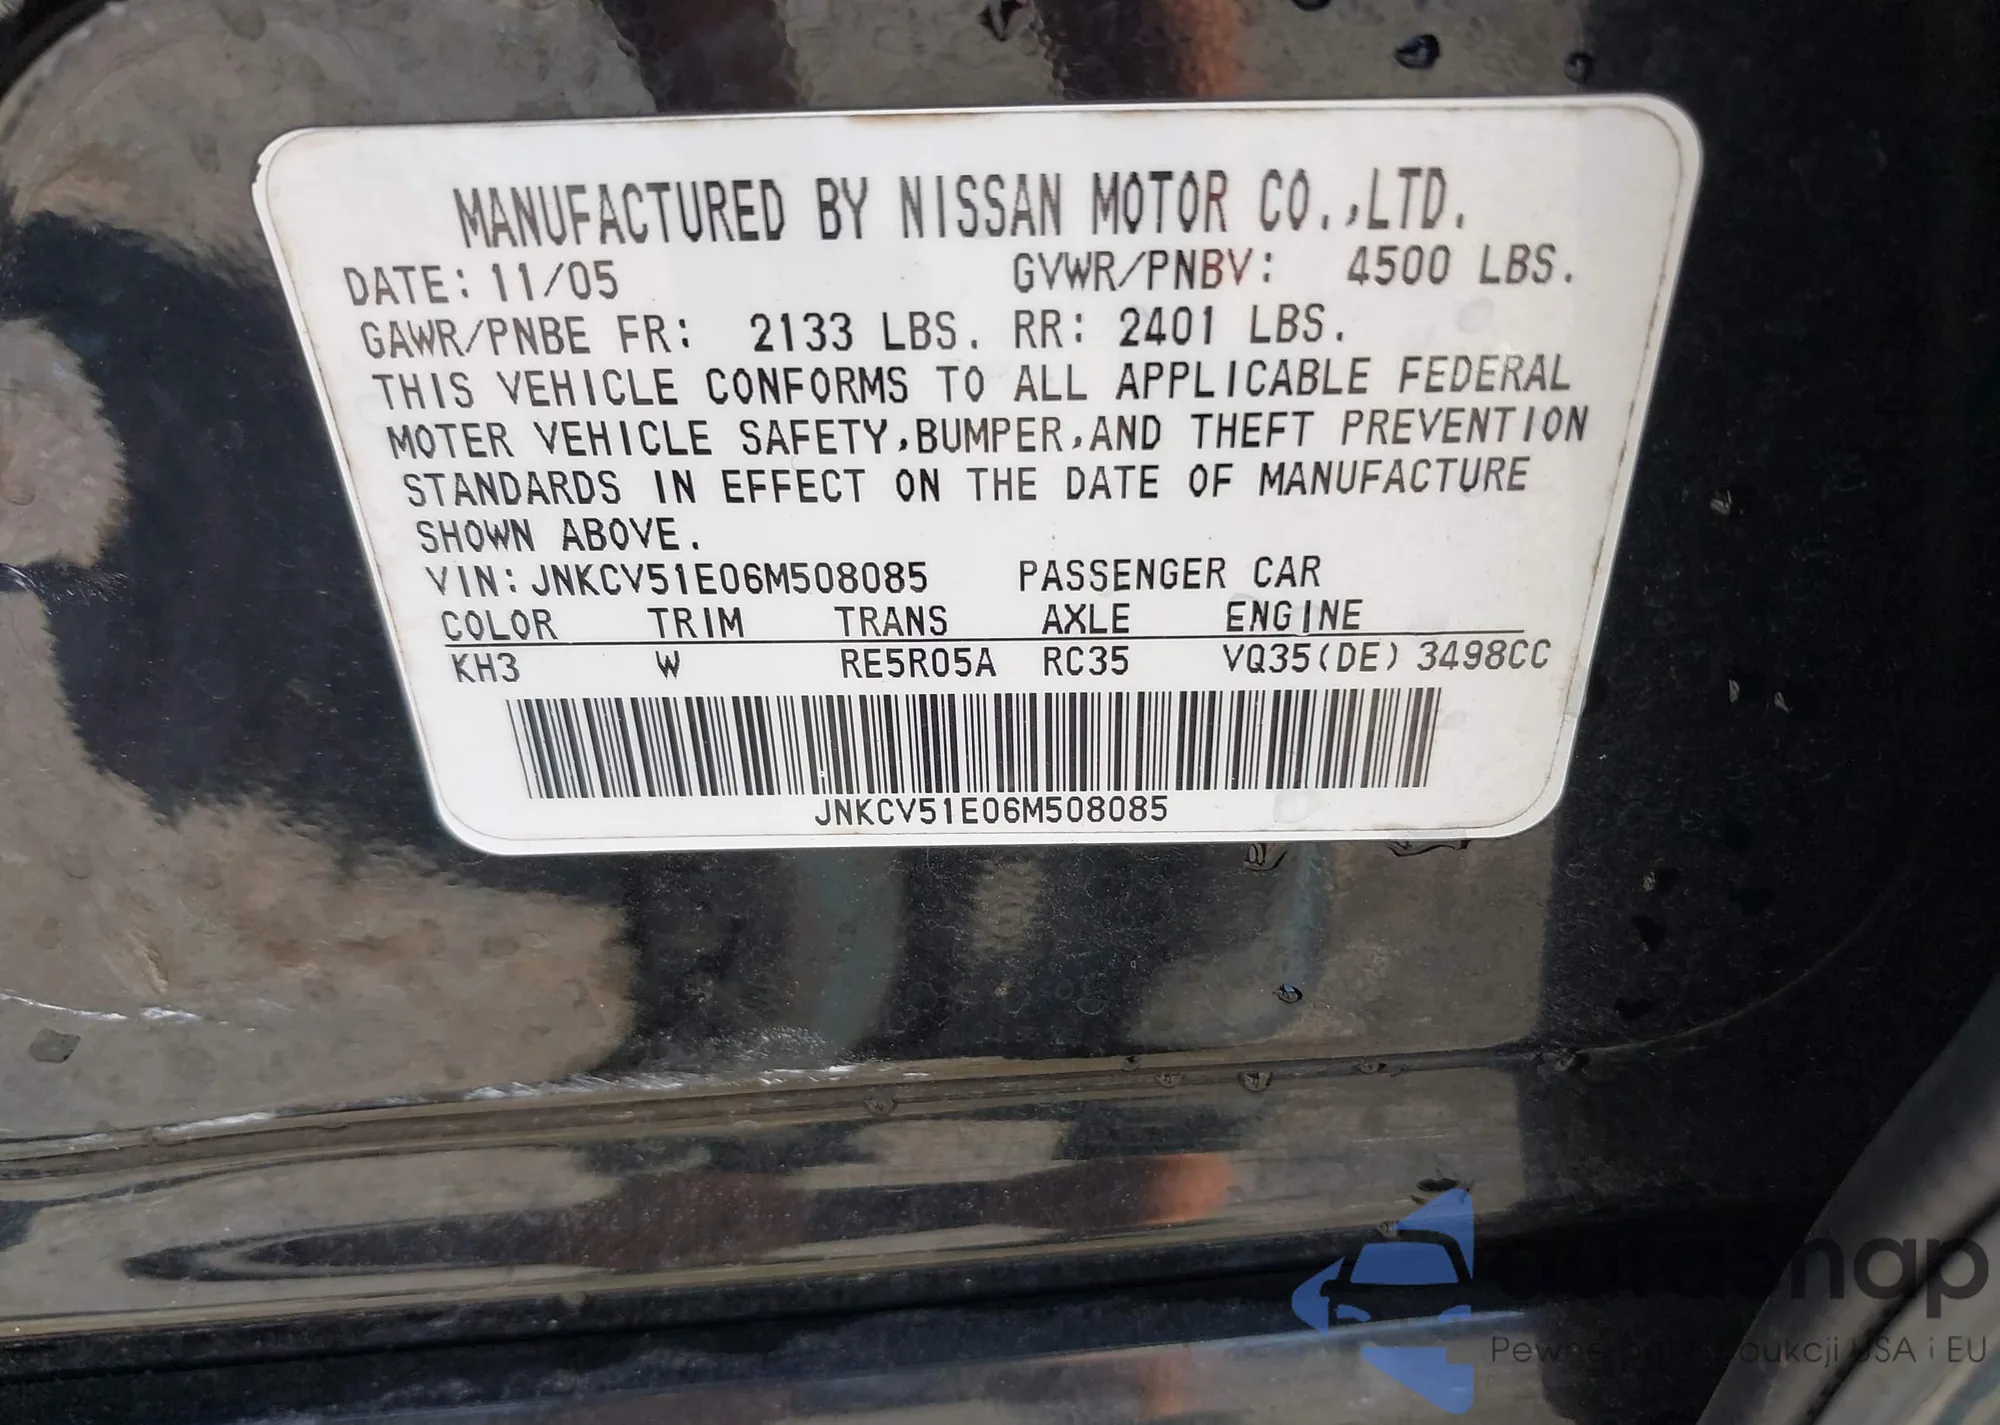 MANUFACTURED BY NISSAN MOTOR CO.,LTD.
DATE: 11/05 GVWR/PNBV: 4500 LBS.
GAWR/PNBE FR: 2133 LBS. RR: 2401 LBS.
THIS VEHICLE CONFORMS TO ALL APPLICABLE FEDERAL
MOTER VEHICLE SAFETY,BUMPER,AND THEFT PREVENTION
STANDARDS IN EFFECT ON THE DATE OF MANUFACTURE
SHOWN ABOVE.
VIN: JNKCV51E06M508085 PASSENGER CAR
COLOR TRIM TRANS AXLE ENGINE
KH3 W RE5R05A RC35 VQ35(DE) 3498CC
JNKCV51E06M508085
autasnap
USA i EU